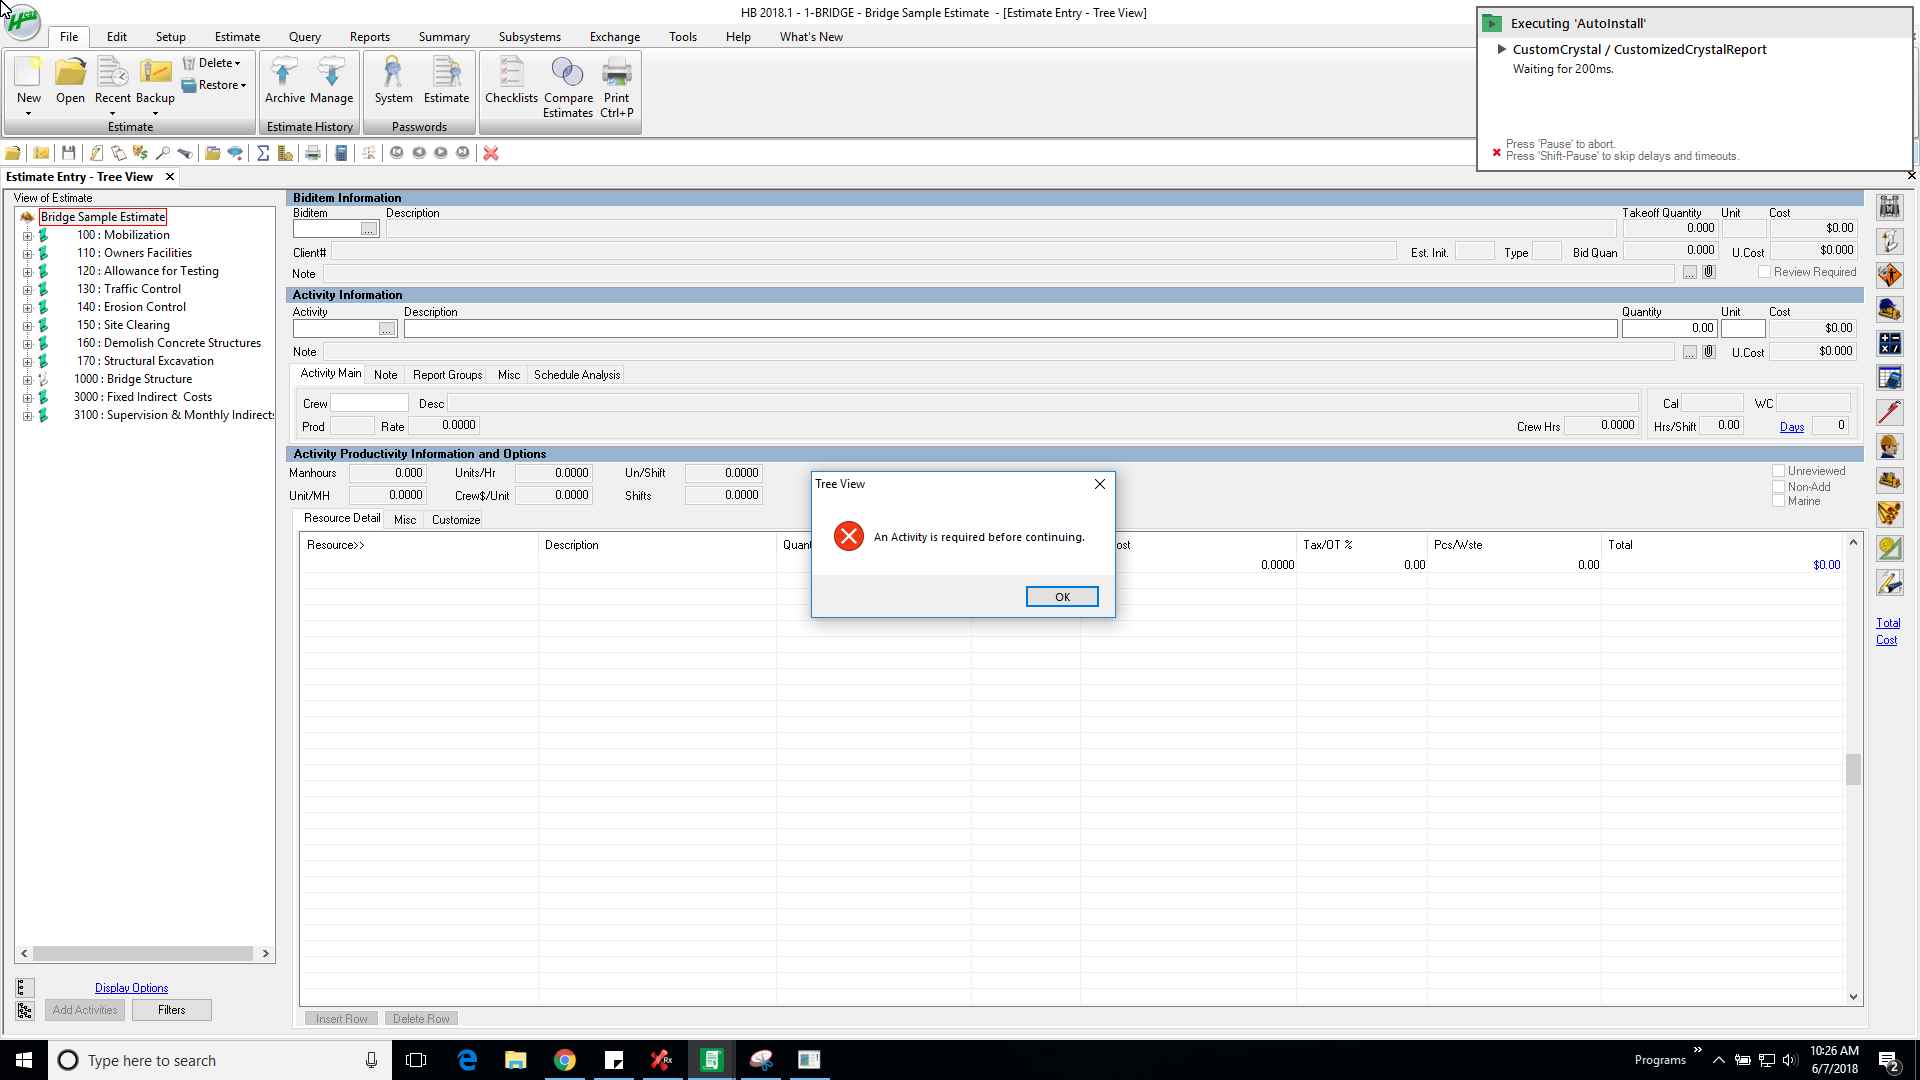 HB 2018.1 - 1-BRIDGE - Bridge Sample Estimate - [Estimate Entry - Tree View]
File Edit Setup Estimate Query Reports Summary Subsystems Exchange Tools Help What's New
New Open Recent Backup Delete Restore
Estimate
Archive Manage
Estimate History
System Estimate
Passwords
Checklists Compare Estimates Print Ctrl+P
Executing 'AutoInstall'
CustomCrystal / CustomizedCrystalReport
Waiting for 200ms.
Press 'Pause' to abort.
Press 'Shift-Pause' to skip delays and timeouts.
Estimate Entry - Tree View
View of Estimate
Bridge Sample Estimate
100 : Mobilization
110 : Owners Facilities
120 : Allowance for Testing
130 : Traffic Control
140 : Erosion Control
150 : Site Clearing
160 : Demolish Concrete Structures
170 : Structural Excavation
1000 : Bridge Structure
3000 : Fixed Indirect Costs
3100 : Supervision & Monthly Indirects
Display Options
Add Activities Filters
Biditem Information
Biditem Description Takeoff Quantity Unit Cost
... 0.000 $0.00
Client# Est. Init. Type Bid Quan 0.000 U.Cost $0.000
Note ... Review Required
Activity Information
Activity Description Quantity Unit Cost
... 0.00 $0.00
Note ... U.Cost $0.000
Activity Main Note Report Groups Misc Schedule Analysis
Crew Desc Cal WC
Prod Rate 0.0000 Crew Hrs 0.0000 Hrs/Shift 0.00 Days 0
Activity Productivity Information and Options
Manhours 0.000 Units/Hr 0.0000 Un/Shift 0.0000 Unreviewed
Unit/MH 0.0000 Crew$/Unit 0.0000 Shifts 0.0000 Non-Add
Marine
Resource Detail Misc Customize
Resource>> Description Quan ost Tax/OT % Pcs/Wste Total
0.0000 0.00 0.00 $0.00
Tree View
An Activity is required before continuing.
OK
Total
Cost
Insert Row Delete Row
Type here to search
Programs
10:26 AM
6/7/2018
2